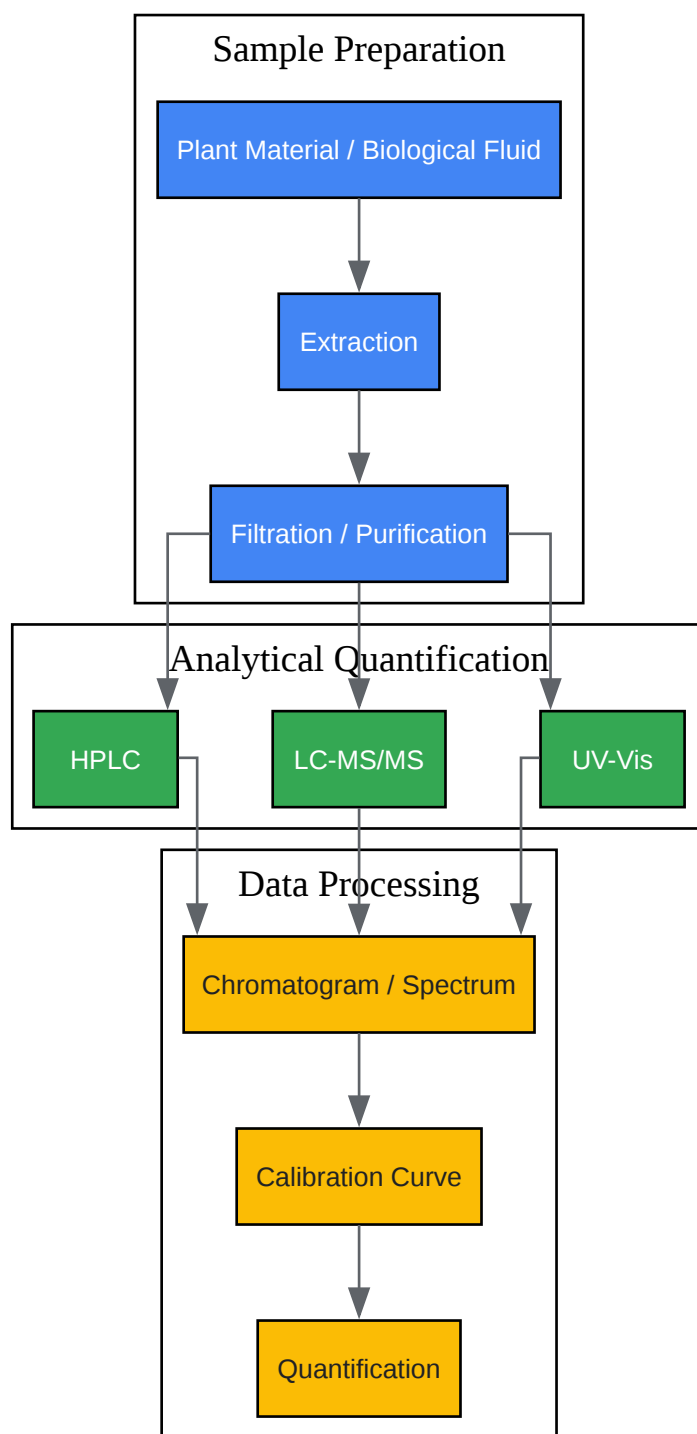 Sample Preparation
Plant Material / Biological Fluid
Extraction
Filtration / Purification
Analytical Quantification
HPLC
LC-MS/MS
UV-Vis
Data Processing
Chromatogram / Spectrum
Calibration Curve
Quantification